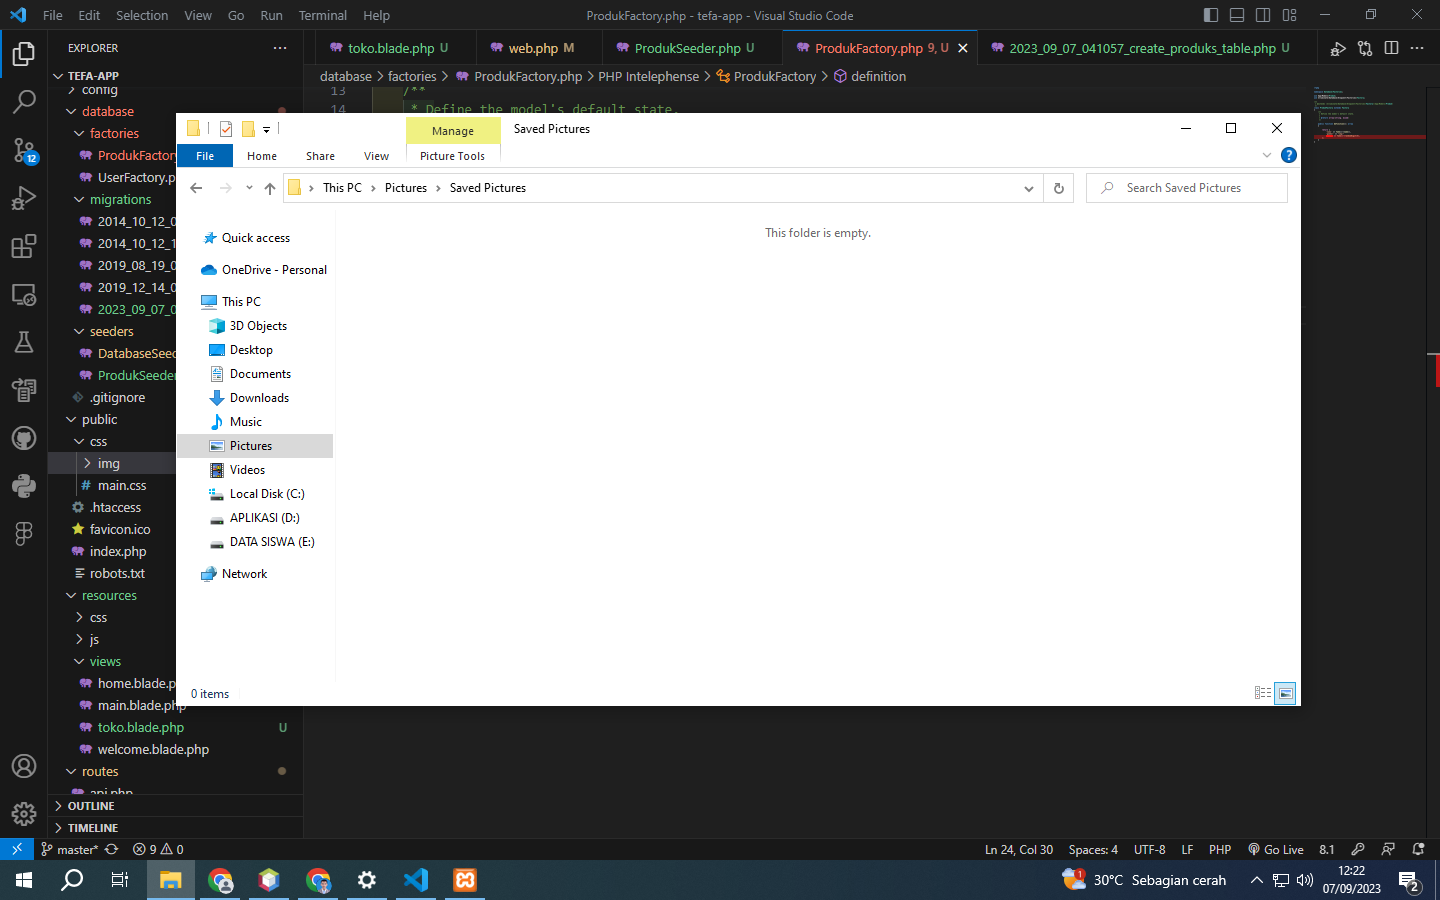 File Edit Selection View Go Run Terminal Help
ProdukFactory.php - tefa-app - Visual Studio Code
EXPLORER
toko.blade.php U
web.php M
ProdukSeeder.php U
ProdukFactory.php 9, U
2023_09_07_041057_create_produks_table.php U
database > factories > ProdukFactory.php > PHP Intelephense > ProdukFactory > definition
TEFA-APP
config
database
factories
ProdukFactory
UserFactory.p
migrations
2014_10_12_0
2014_10_12_1
2019_08_19_0
2019_12_14_0
2023_09_07_0
seeders
DatabaseSeed
ProdukSeeder
.gitignore
public
css
img
main.css
.htaccess
favicon.ico
index.php
robots.txt
resources
css
js
views
home.blade.p
main.blade.php
toko.blade.php U
welcome.blade.php
routes
api.php
OUTLINE
TIMELINE
13 /**
14 * Define the model's default state.
Manage
Saved Pictures
File Home Share View Picture Tools
This PC > Pictures > Saved Pictures
Search Saved Pictures
This folder is empty.
Quick access
OneDrive - Personal
This PC
3D Objects
Desktop
Documents
Downloads
Music
Pictures
Videos
Local Disk (C:)
APLIKASI (D:)
DATA SISWA (E:)
Network
0 items
12
master* 9 0
Ln 24, Col 30 Spaces: 4 UTF-8 LF PHP Go Live 8.1
1 30°C Sebagian cerah
12:22
07/09/2023
2